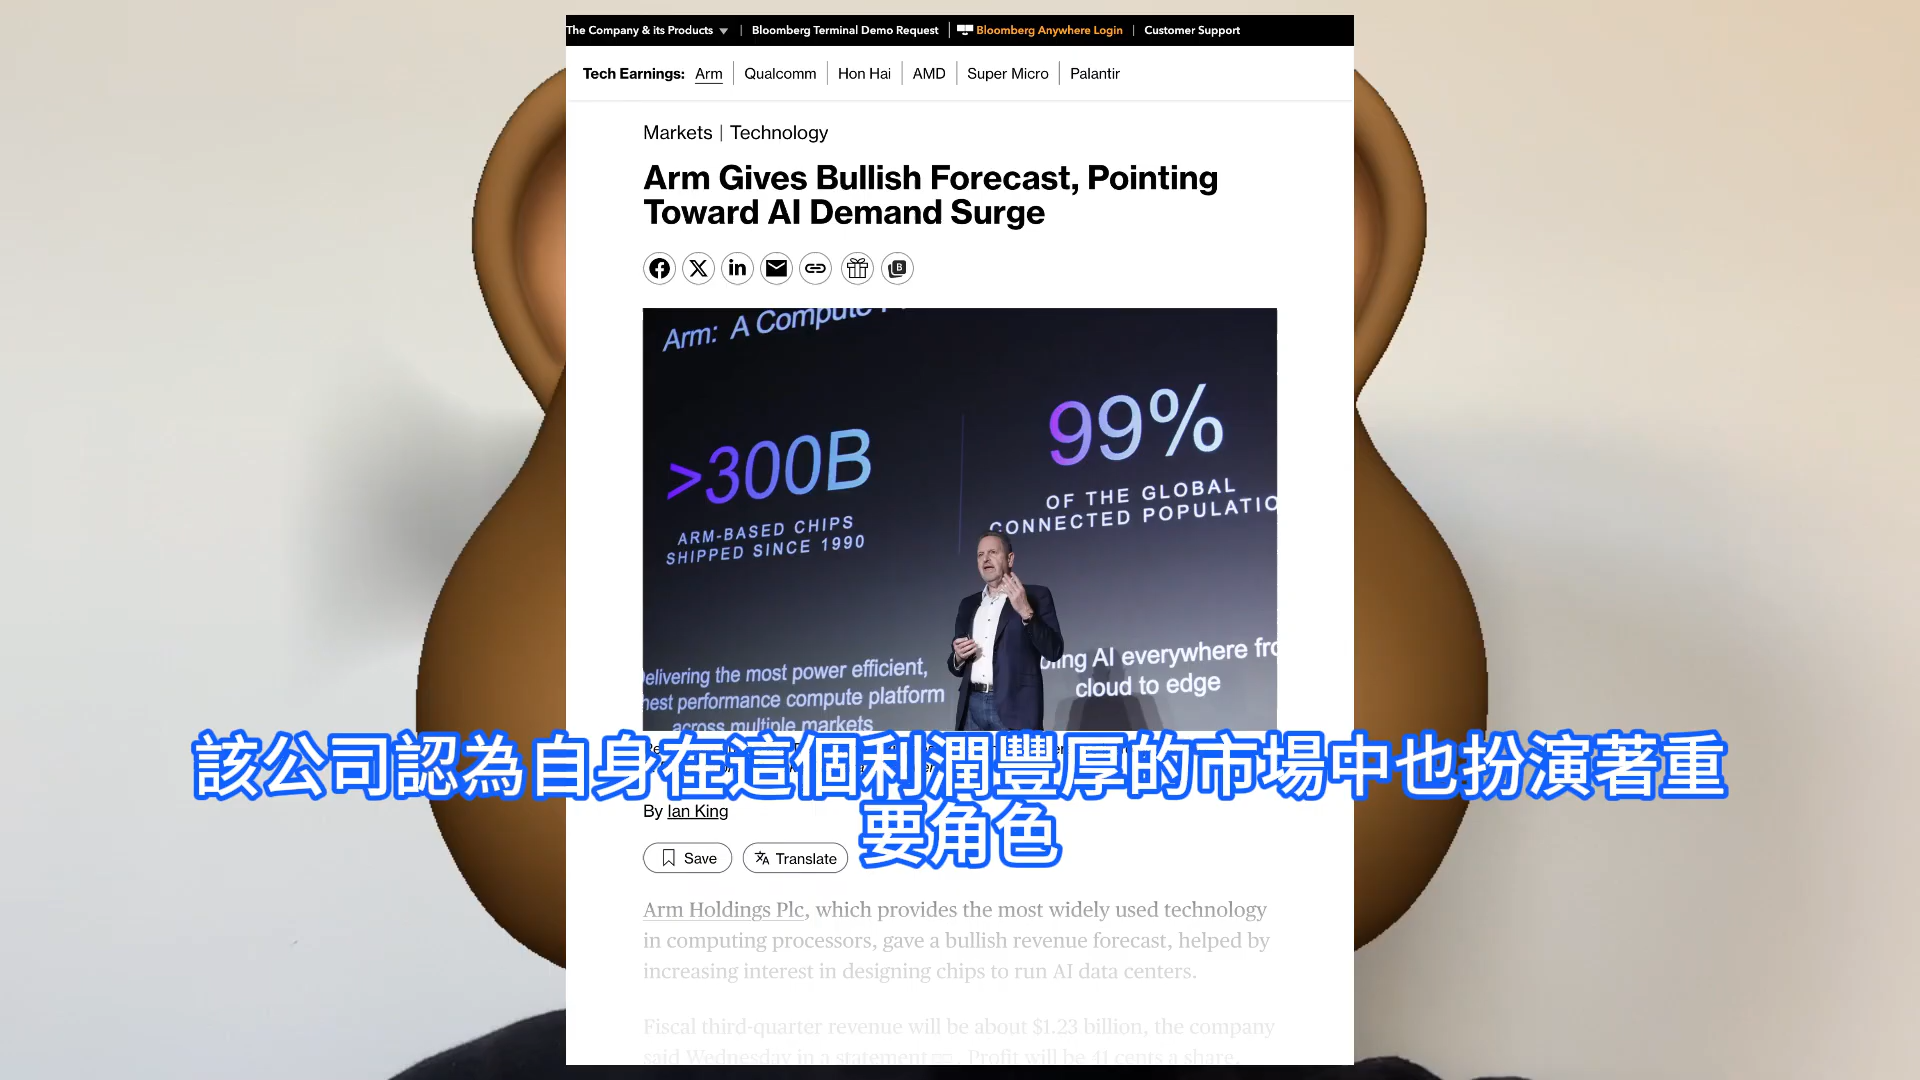 The Company & its Products | Bloomberg Terminal Demo Request | Bloomberg Anywhere Login | Customer Support
Tech Earnings: Arm | Qualcomm | Hon Hai | AMD | Super Micro | Palantir
Markets | Technology
Arm Gives Bullish Forecast, Pointing
Toward AI Demand Surge
Arm: A Compute
>300B
ARM-BASED CHIPS
SHIPPED SINCE 1990
99%
OF THE GLOBAL
CONNECTED POPULATIO
elivering the most power efficient,
performance compute platform
across multiple markets
AI everywhere
cloud to edge
該公司認為自身在這個利潤豐厚的市場中也扮演著重
要角色
By Ian King
Save Translate
Arm Holdings Plc, which provides the most widely used technology
in computing processors, gave a bullish revenue forecast, helped by
increasing interest in designing chips to run AI data centers.
Fiscal third-quarter revenue will be about $1.23 billion, the company
said Wednesday in a statement. Profit will be 41 cents a share,